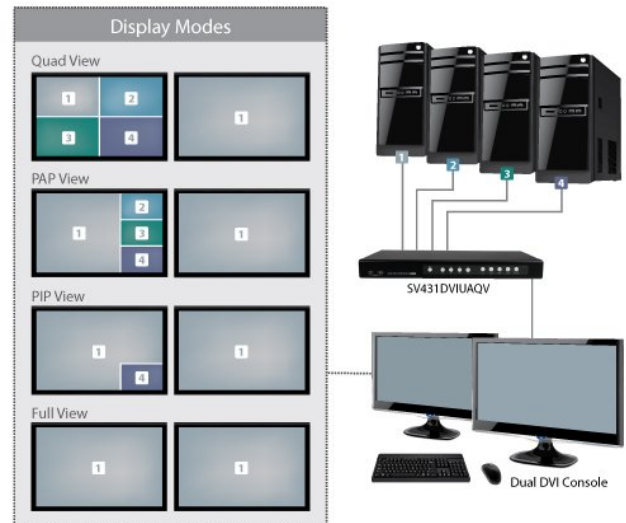 Display Modes
Quad View
1 2
3 4
1
PAP View
1
2
3
4
1
PIP View
1
4
1
Full View
1
1
1
2
3
4
SV431DVIUAQV
Dual DVI Console